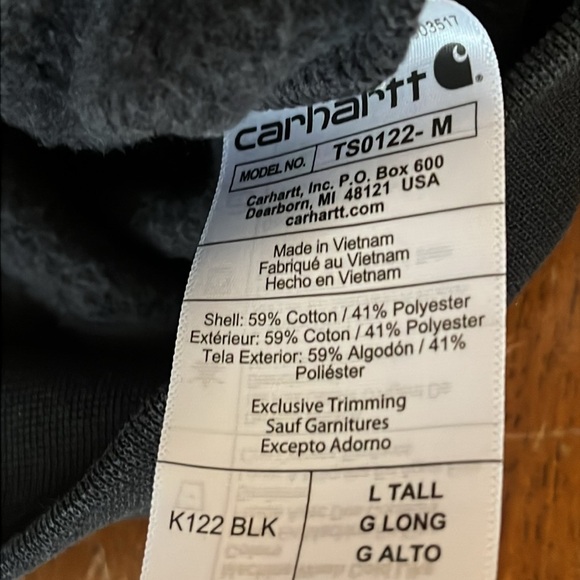 03517
carhartt
MODEL NO. TS0122- M
Carhartt, Inc. P.O. Box 600
Dearborn, MI 48121 USA
carhartt.com
Made in Vietnam
Fabriqué au Vietnam
Hecho en Vietnam
Shell: 59% Cotton / 41% Polyester
Extérieur: 59% Coton / 41% Polyester
Tela Exterior: 59% Algodón / 41%
Poliéster
Exclusive Trimming
Sauf Garnitures
Excepto Adorno
K122 BLK
L TALL
G LONG
G ALTO